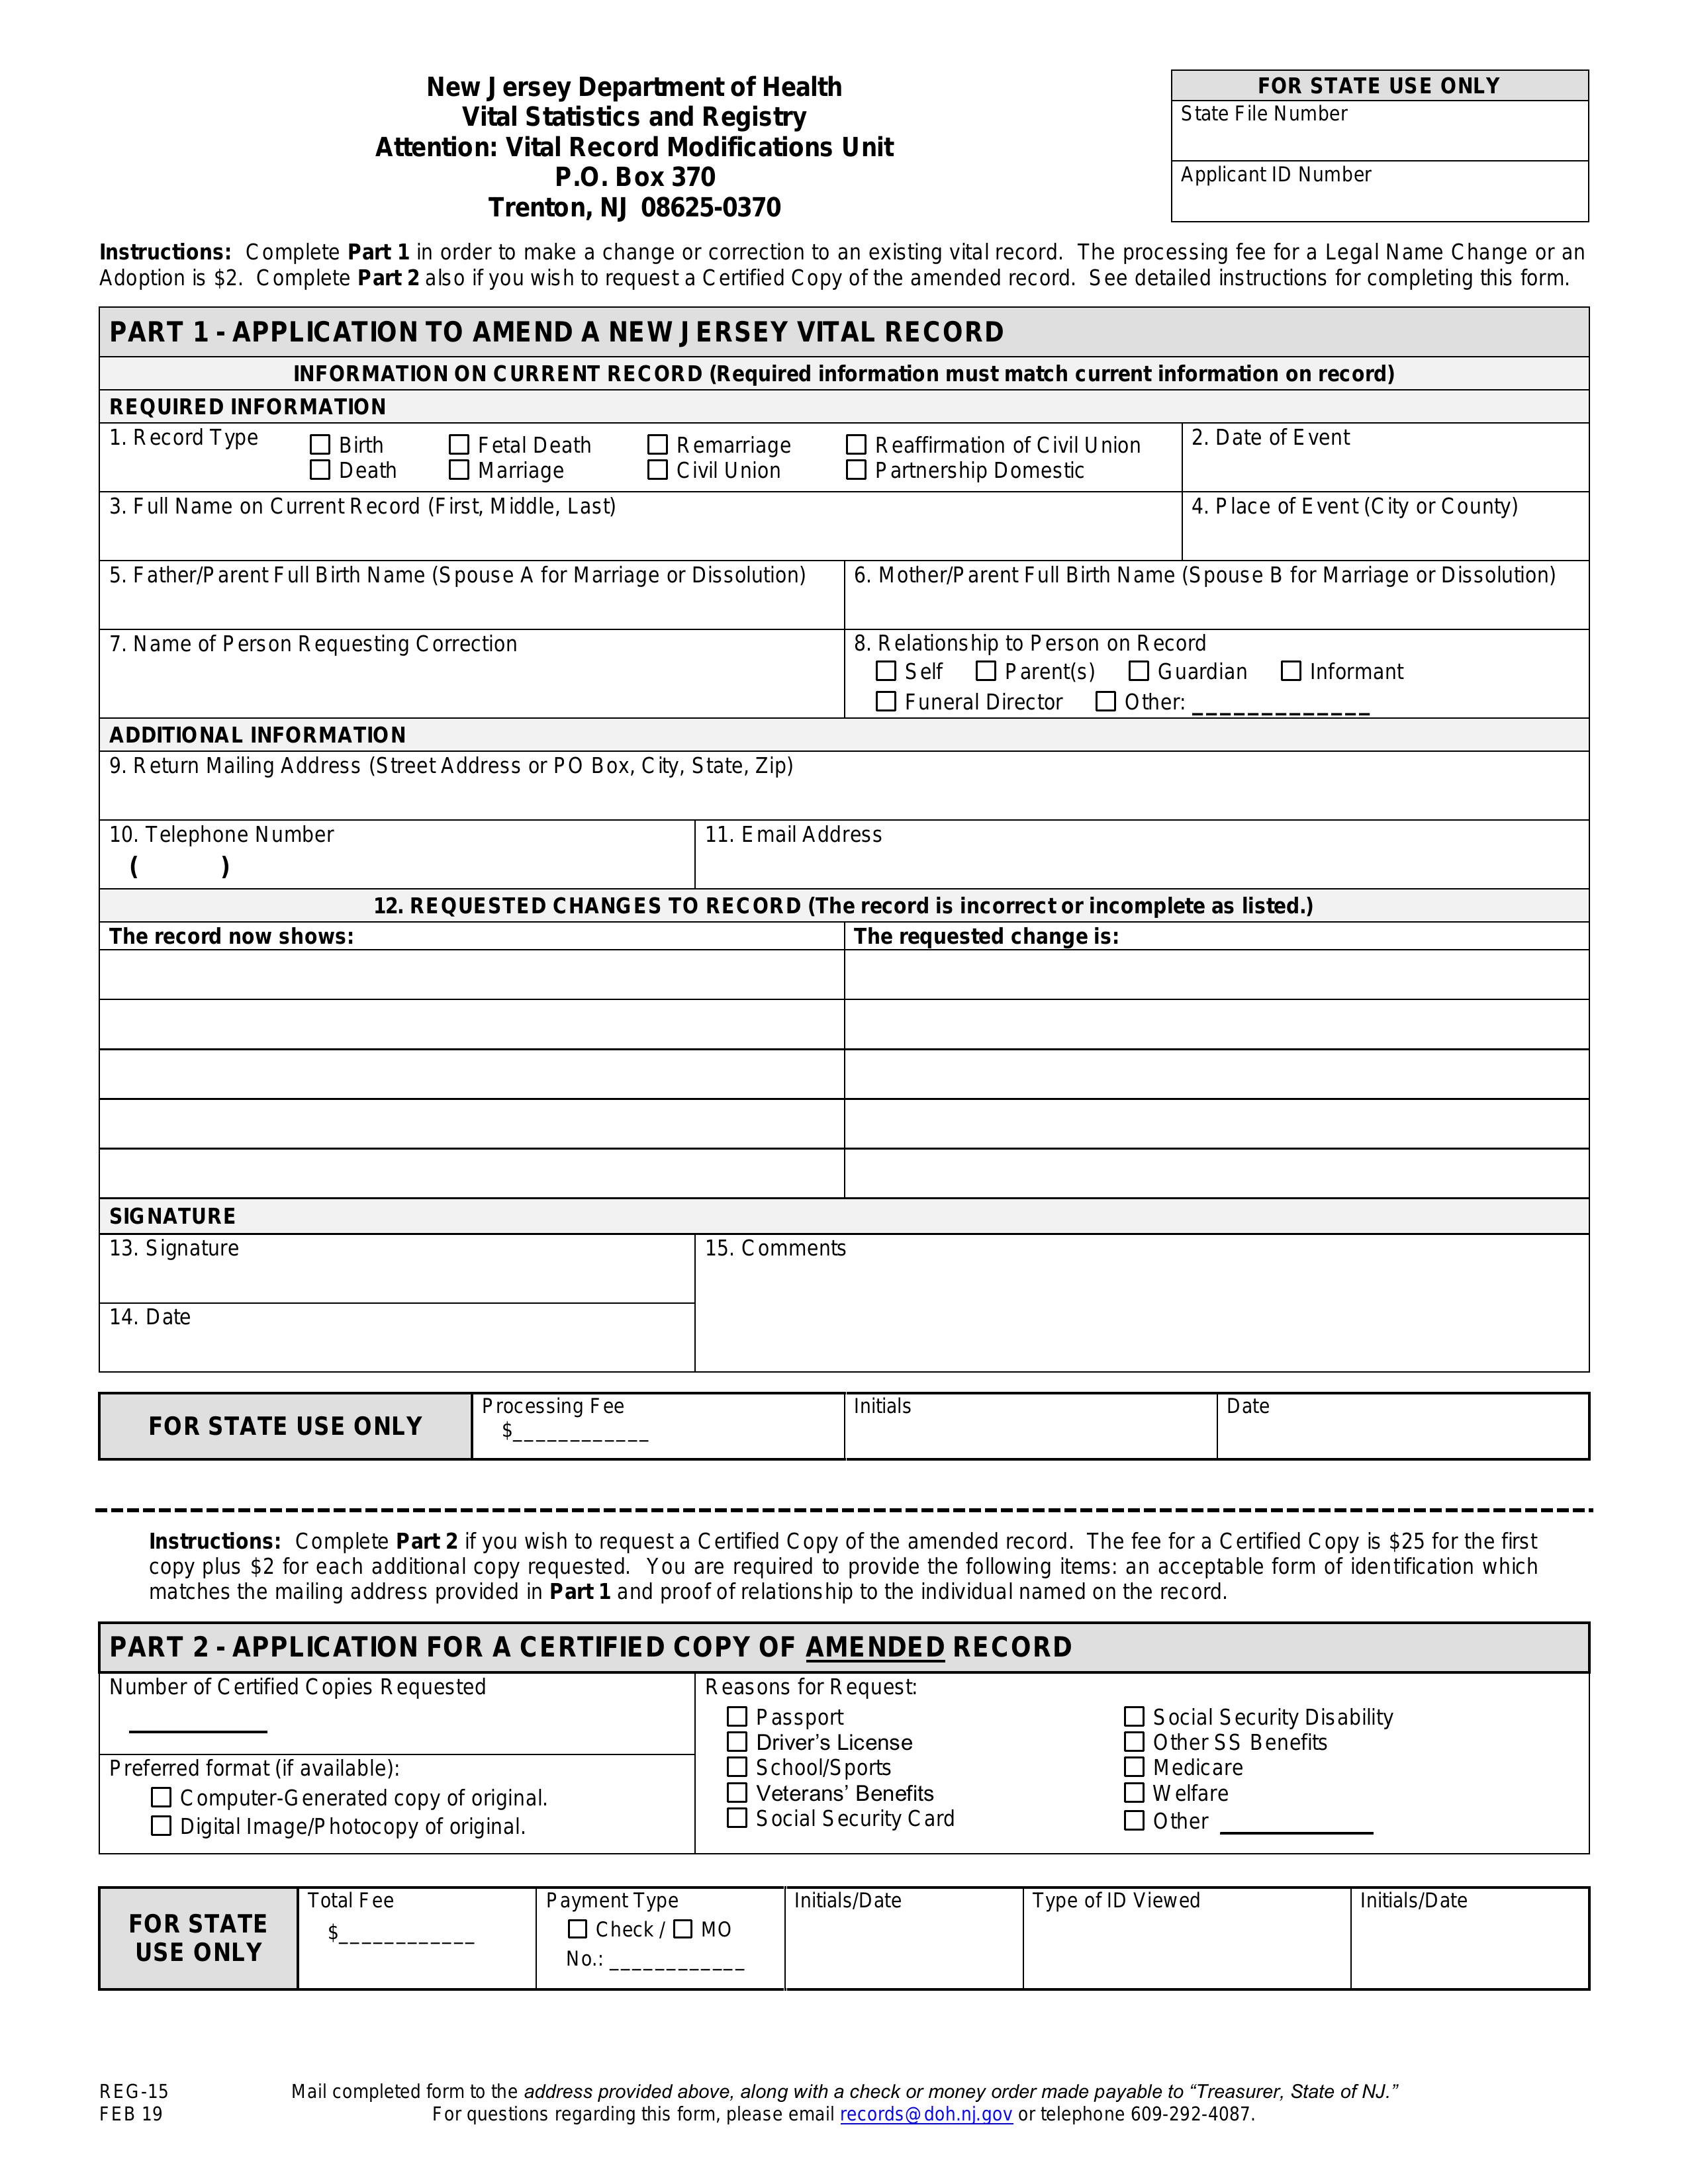 New Jersey Department of Health
Vital Statistics and Registry
Attention: Vital Record Modifications Unit
P.O. Box 370
Trenton, NJ 08625-0370
FOR STATE USE ONLY
State File Number
Applicant ID Number
Instructions: Complete Part 1 in order to make a change or correction to an existing vital record. The processing fee for a Legal Name Change or an
Adoption is $2. Complete Part 2 also if you wish to request a Certified Copy of the amended record. See detailed instructions for completing this form.
PART 1 - APPLICATION TO AMEND A NEW JERSEY VITAL RECORD
INFORMATION ON CURRENT RECORD (Required information must match current information on record)
REQUIRED INFORMATION
1. Record Type
☐ Birth ☐ Fetal Death ☐ Remarriage ☐ Reaffirmation of Civil Union
☐ Death ☐ Marriage ☐ Civil Union ☐ Partnership Domestic
2. Date of Event
3. Full Name on Current Record (First, Middle, Last)
4. Place of Event (City or County)
5. Father/Parent Full Birth Name (Spouse A for Marriage or Dissolution)
6. Mother/Parent Full Birth Name (Spouse B for Marriage or Dissolution)
7. Name of Person Requesting Correction
8. Relationship to Person on Record
☐ Self ☐ Parent(s) ☐ Guardian ☐ Informant
☐ Funeral Director ☐ Other: _____________
ADDITIONAL INFORMATION
9. Return Mailing Address (Street Address or PO Box, City, State, Zip)
10. Telephone Number
( )
11. Email Address
12. REQUESTED CHANGES TO RECORD (The record is incorrect or incomplete as listed.)
The record now shows:
The requested change is:
SIGNATURE
13. Signature
14. Date
15. Comments
FOR STATE USE ONLY
Processing Fee
$____________
Initials
Date
Instructions: Complete Part 2 if you wish to request a Certified Copy of the amended record. The fee for a Certified Copy is $25 for the first
copy plus $2 for each additional copy requested. You are required to provide the following items: an acceptable form of identification which
matches the mailing address provided in Part 1 and proof of relationship to the individual named on the record.
PART 2 - APPLICATION FOR A CERTIFIED COPY OF AMENDED RECORD
Number of Certified Copies Requested
Preferred format (if available):
☐ Computer-Generated copy of original.
☐ Digital Image/Photocopy of original.
Reasons for Request:
☐ Passport
☐ Driver’s License
☐ School/Sports
☐ Veterans’ Benefits
☐ Social Security Card
☐ Social Security Disability
☐ Other SS Benefits
☐ Medicare
☐ Welfare
☐ Other
FOR STATE
USE ONLY
Total Fee
$____________
Payment Type
☐ Check / ☐ MO
No.: ____________
Initials/Date
Type of ID Viewed
Initials/Date
REG-15
FEB 19
Mail completed form to the address provided above, along with a check or money order made payable to “Treasurer, State of NJ.”
For questions regarding this form, please email records@doh.nj.gov or telephone 609-292-4087.